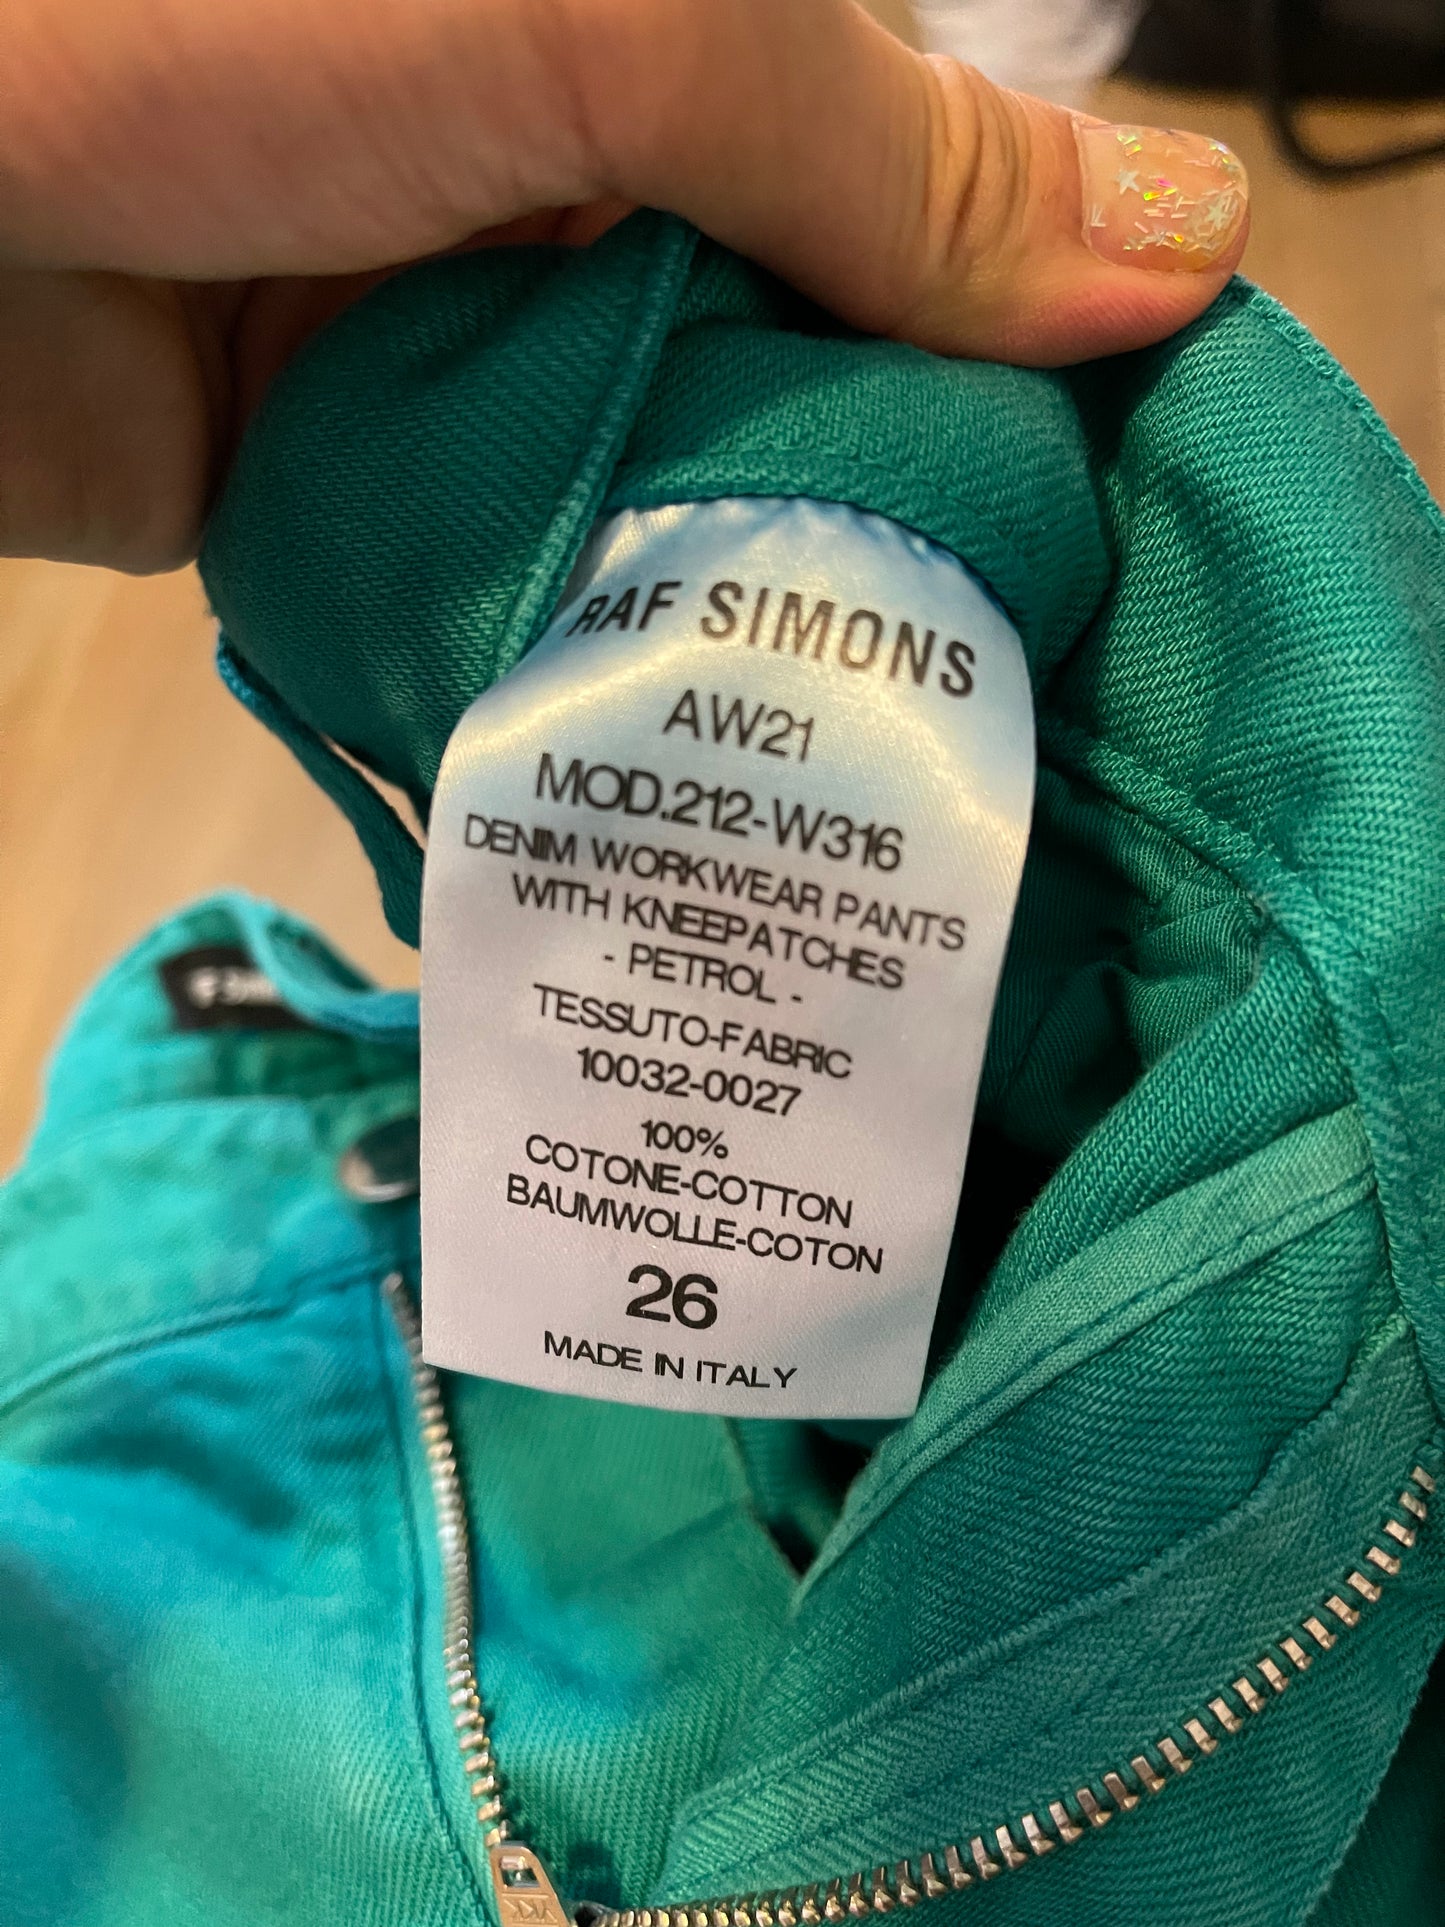 RAF SIMONS
AW21
MOD.212-W316
DENIM WORKWEAR PANTS
WITH KNEEPATCHES
- PETROL -
TESSUTO-FABRIC
10032-0027
100%
COTONE-COTTON
BAUMWOLLE-COTON
26
MADE IN ITALY
YKK